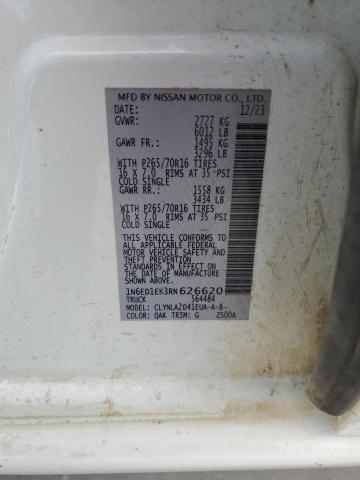 MFD BY NISSAN MOTOR CO., LTD.
DATE: 12/23
GVWR: 2727 KG
6012 LB
GAWR FR.: 1495 KG
3296 LB
WITH P265/70R16 TIRES
16 X 7.0 RIMS AT 35 PSI
COLD SINGLE
GAWR RR.: 1558 KG
3434 LB
WITH P265/70R16 TIRES
16 X 7.0 RIMS AT 35 PSI
COLD SINGLE
THIS VEHICLE CONFORMS TO ALL
APPLICABLE FEDERAL MOTOR
VEHICLE SAFETY, BUMPER
AND THEFT PREVENTION
STANDARDS IN EFFECT ON
THE DATE OF MANUFACTURE
SHOWN ABOVE.
1N6ED1EK3RN626620
TRUCK 564484
MODEL: CLYNLA2D41EUA-A-B-
COLOR: QAK TRIM: G ZS00A